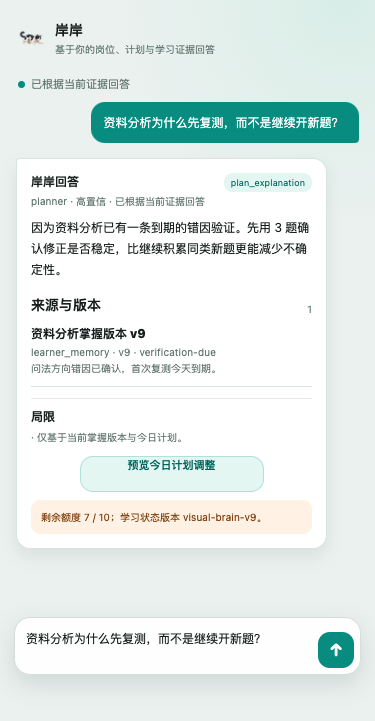 岸岸
基于你的岗位、计划与学习证据回答
已根据当前证据回答
资料分析为什么先复测，而不是继续开新题？
岸岸回答
plan_explanation
planner · 高置信 · 已根据当前证据回答
因为资料分析已有一条到期的错因验证。先用 3 题确
认修正是否稳定，比继续积累同类新题更能减少不确
定性。
来源与版本
1
资料分析掌握版本 v9
learner_memory · v9 · verification-due
问法方向错因已确认，首次复测今天到期。
局限
· 仅基于当前掌握版本与今日计划。
预览今日计划调整
剩余额度 7 / 10；学习状态版本 visual-brain-v9。
资料分析为什么先复测，而不是继续开新题？